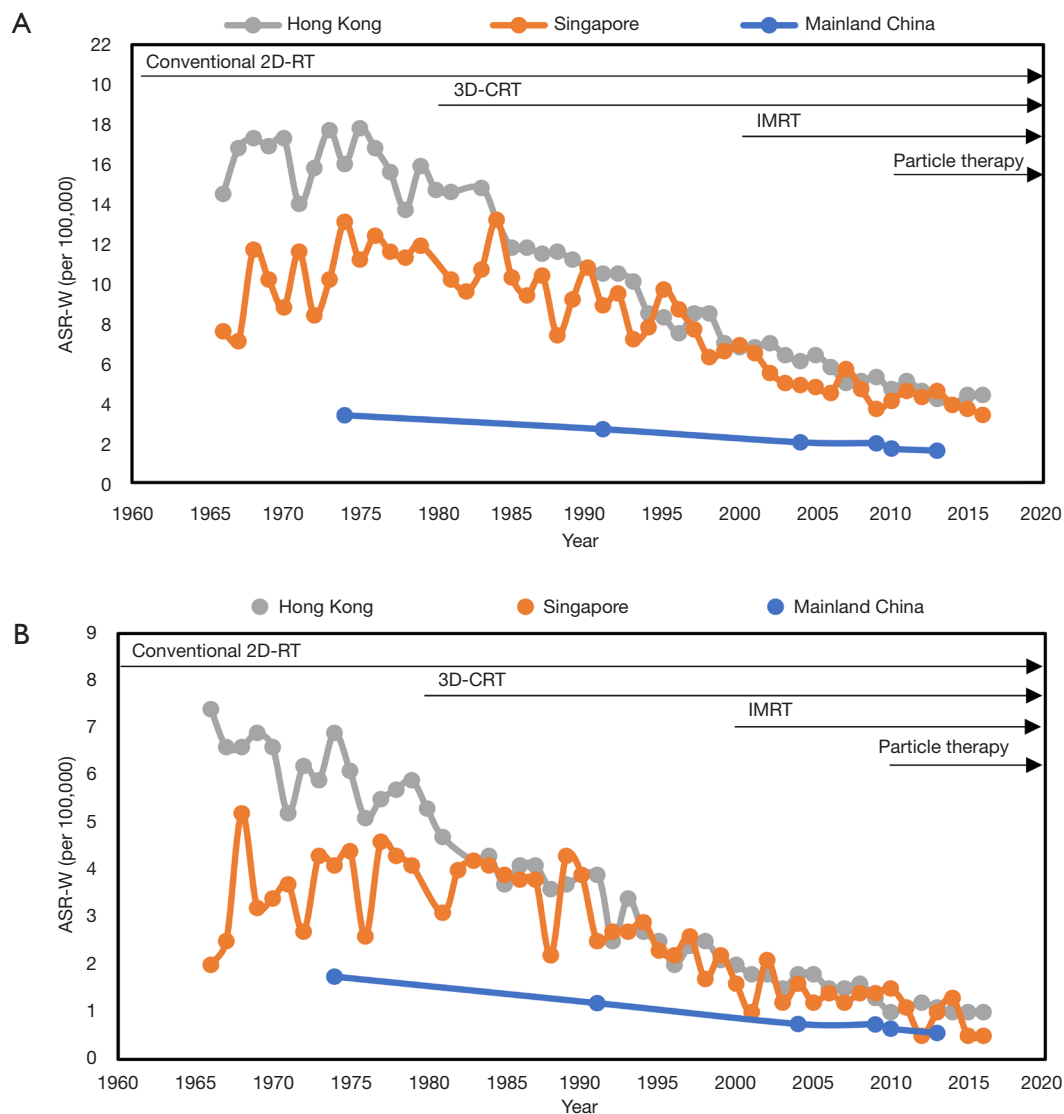 A
Hong Kong Singapore Mainland China
22
20
18
16
14
12
10
8
6
4
2
0
ASR-W (per 100,000)
Conventional 2D-RT
3D-CRT
IMRT
Particle therapy
1960 1965 1970 1975 1980 1985 1990 1995 2000 2005 2010 2015 2020
Year
B
Hong Kong Singapore Mainland China
9
8
7
6
5
4
3
2
1
0
ASR-W (per 100,000)
Conventional 2D-RT
3D-CRT
IMRT
Particle therapy
1960 1965 1970 1975 1980 1985 1990 1995 2000 2005 2010 2015 2020
Year